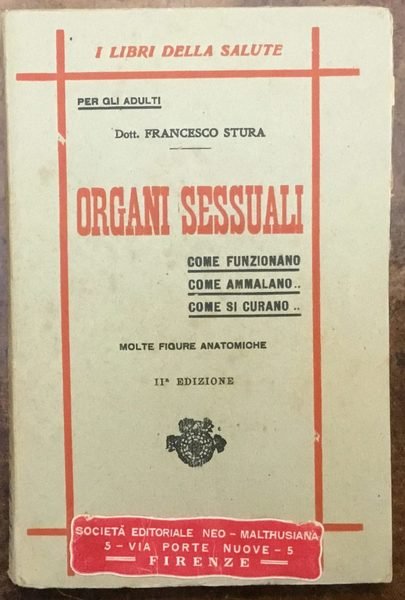 I LIBRI DELLA SALUTE
PER GLI ADULTI
Dott. FRANCESCO STURA
ORGANI SESSUALI
COME FUNZIONANO
COME AMMALANO..
COME SI CURANO..
MOLTE FIGURE ANATOMICHE
IIª EDIZIONE
SOCIETÀ EDITORIALE NEO - MALTHUSIANA
5 - VIA PORTE NUOVE - 5
FIRENZE